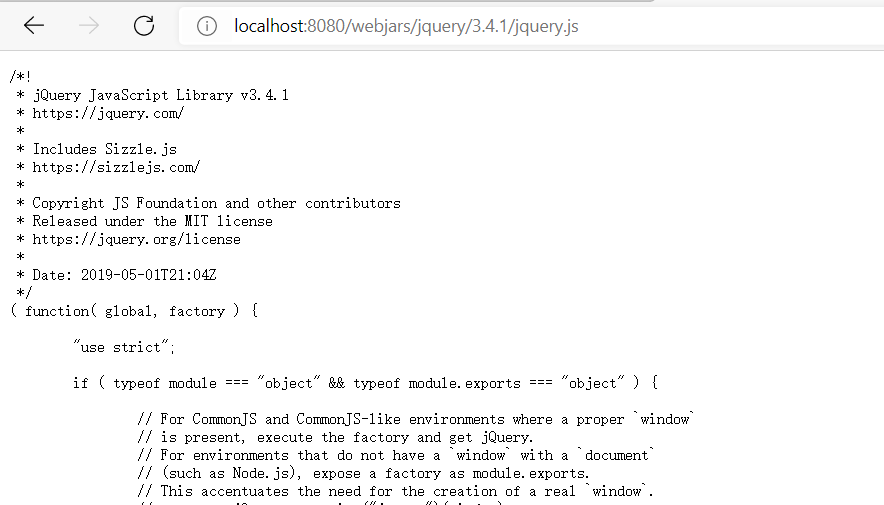 localhost:8080/webjars/jquery/3.4.1/jquery.js
/*!
 * jQuery JavaScript Library v3.4.1
 * https://jquery.com/
 *
 * Includes Sizzle.js
 * https://sizzlejs.com/
 *
 * Copyright JS Foundation and other contributors
 * Released under the MIT license
 * https://jquery.org/license
 *
 * Date: 2019-05-01T21:04Z
 */
( function( global, factory ) {
"use strict";
if ( typeof module === "object" && typeof module.exports === "object" ) {
// For CommonJS and CommonJS-like environments where a proper `window`
// is present, execute the factory and get jQuery.
// For environments that do not have a `window` with a `document`
// (such as Node.js), expose a factory as module.exports.
// This accentuates the need for the creation of a real `window`.